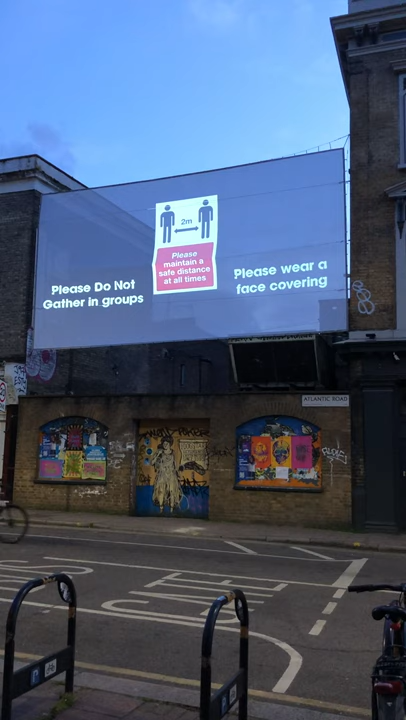 2m
Please
maintain a
safe distance
at all times
Please Do Not
Gather in groups
Please wear a
face covering
ATLANTIC ROAD